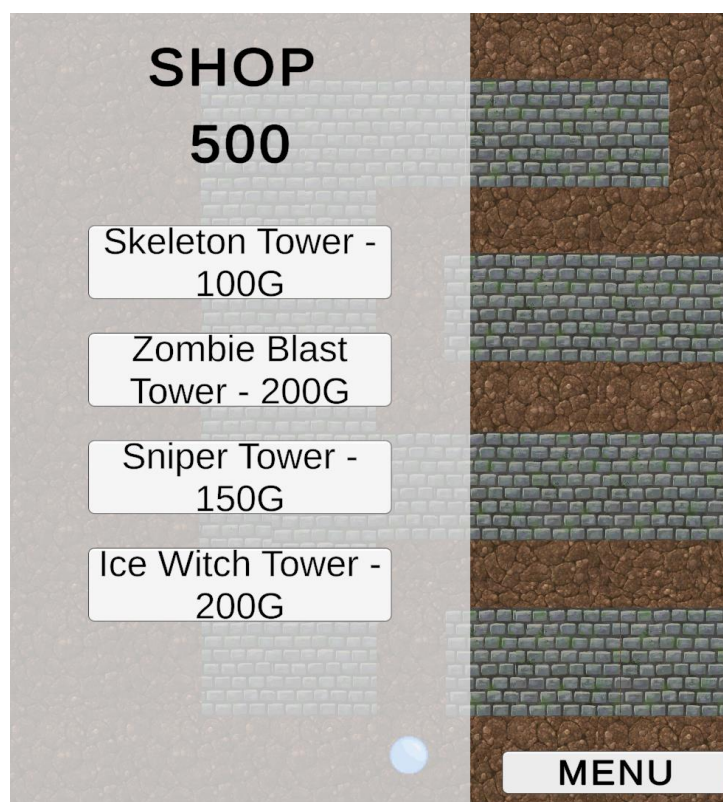 SHOP
500
Skeleton Tower -
100G
Zombie Blast
Tower - 200G
Sniper Tower -
150G
Ice Witch Tower -
200G
MENU